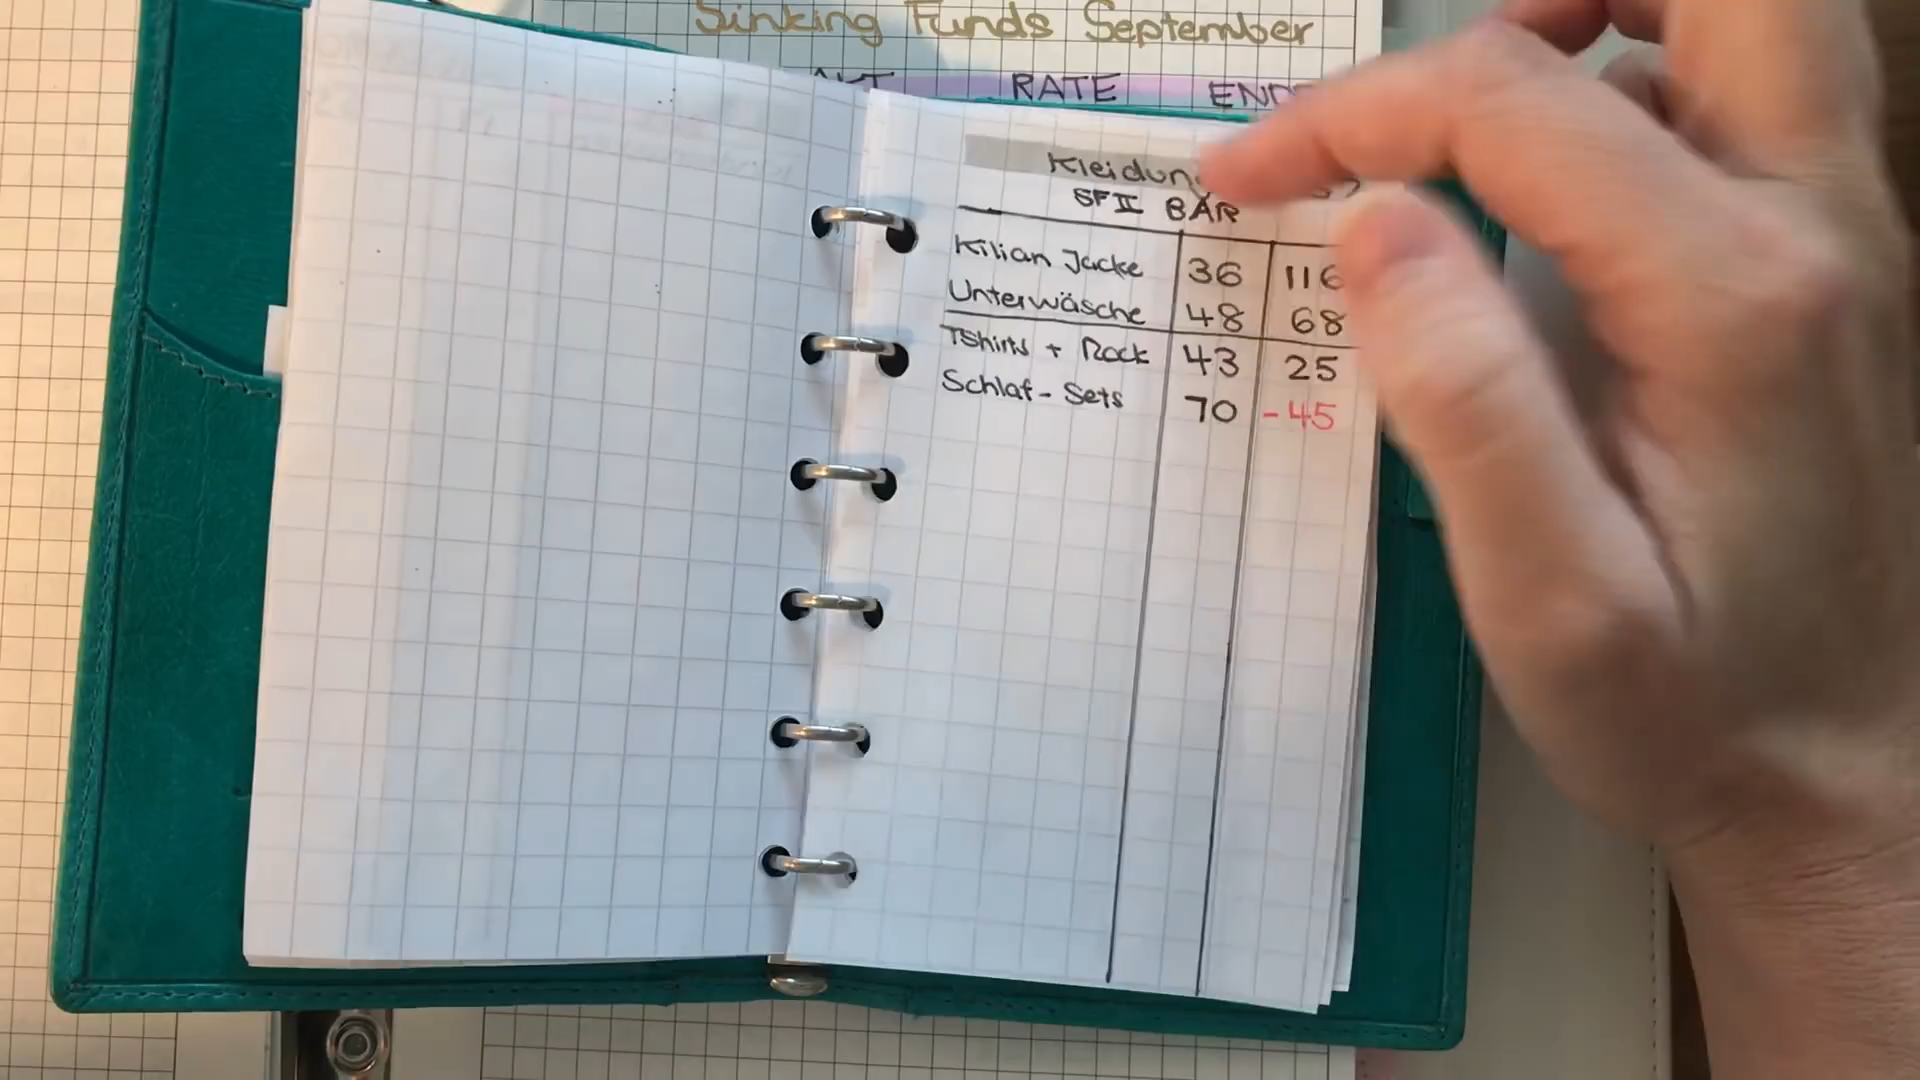 Sinking Funds September
RATE
Kleidung
SF II BAR
Kilian Jacke 36 116
Unterwäsche 48 68
TShirts + Rock 43 25
Schlaf-Sets 70 -45